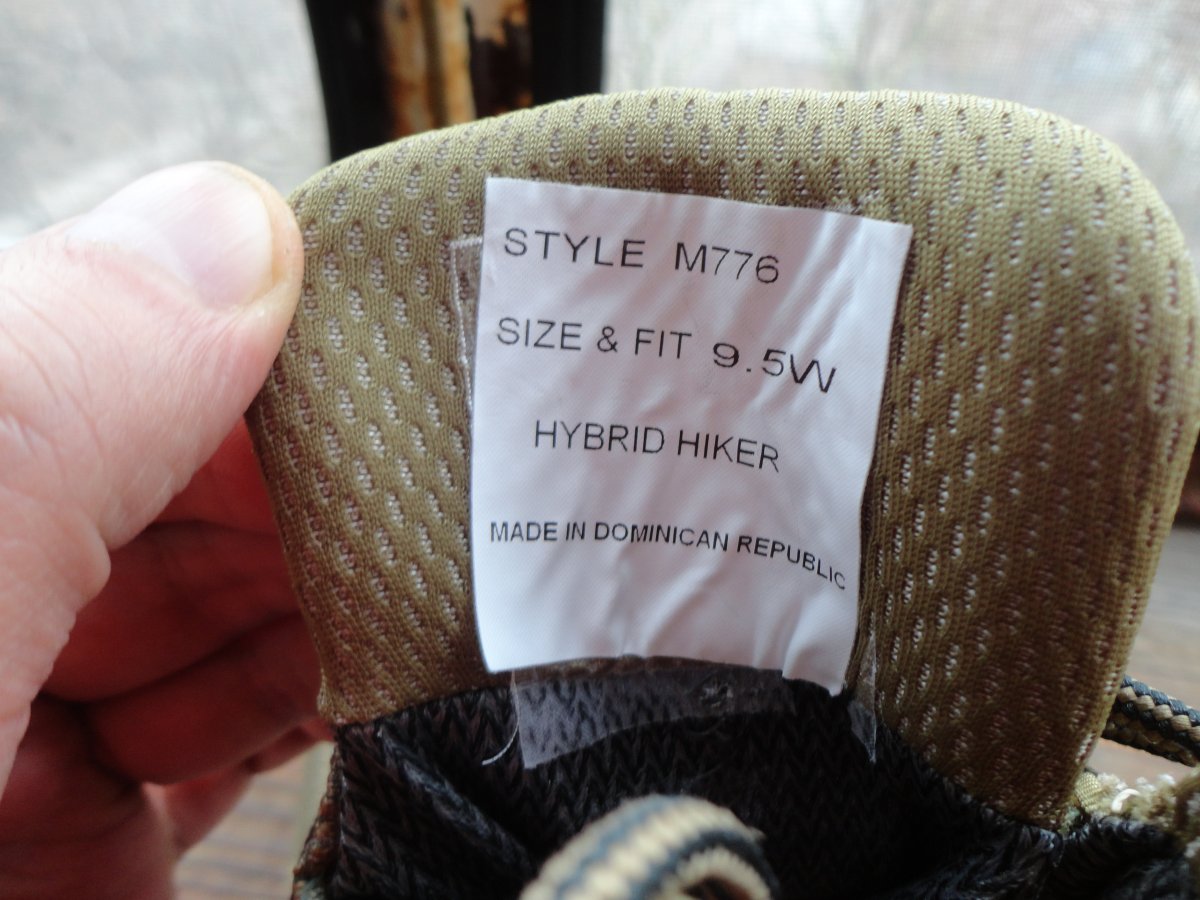 STYLE M776
SIZE & FIT 9.5W
HYBRID HIKER
MADE IN DOMINICAN REPUBLIC